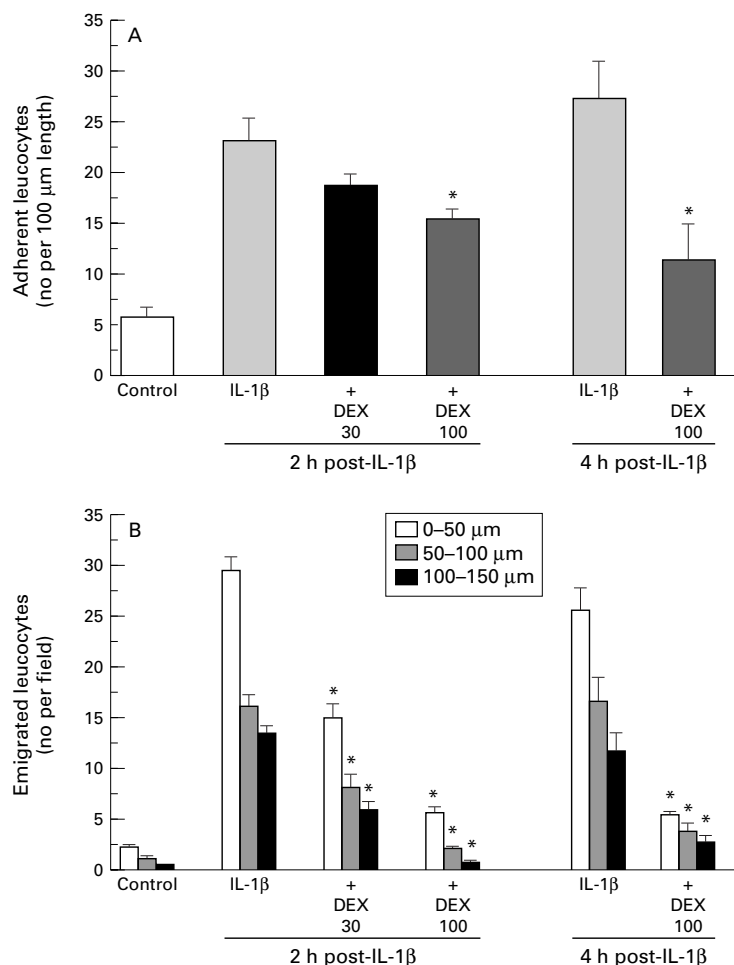 A
Adherent leucocytes
(no per 100 μm length)
35
30
25
20
15
10
5
0
*
*
Control
IL-1β
+
DEX
30
+
DEX
100
IL-1β
+
DEX
100
2 h post-IL-1β
4 h post-IL-1β
B
Emigrated leucocytes
(no per field)
35
30
25
20
15
10
5
0
0–50 μm
50–100 μm
100–150 μm
*
*
*
*
*
*
*
*
*
Control
IL-1β
+
DEX
30
+
DEX
100
IL-1β
+
DEX
100
2 h post-IL-1β
4 h post-IL-1β